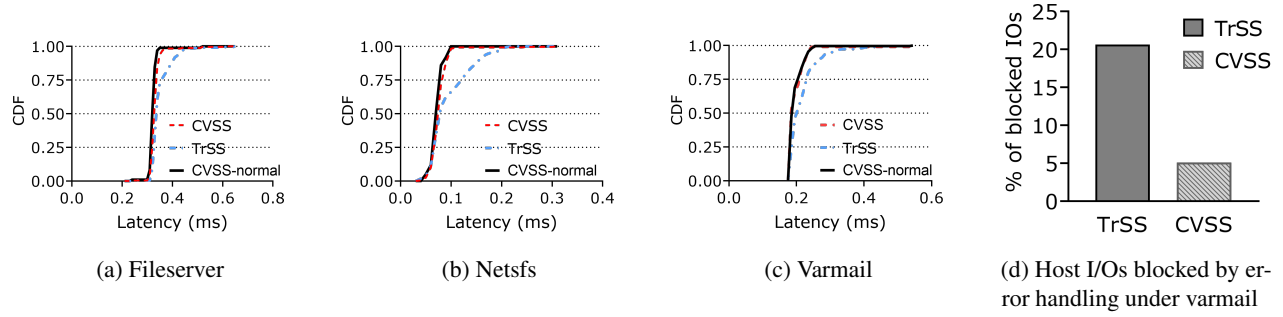 1.00
0.75
0.50
0.25
0.00
CDF
CVSS
TrSS
CVSS-normal
0.0 0.2 0.4 0.6 0.8
Latency (ms)
(a) Fileserver
1.00
0.75
0.50
0.25
0.00
CDF
CVSS
TrSS
CVSS-normal
0.0 0.1 0.2 0.3 0.4
Latency (ms)
(b) Netsfs
1.00
0.75
0.50
0.25
0.00
CDF
CVSS
TrSS
CVSS-normal
0.0 0.2 0.4 0.6
Latency (ms)
(c) Varmail
25
20
15
10
5
0
% of blocked IOs
TrSS
CVSS
TrSS CVSS
(d) Host I/Os blocked by er-
ror handling under varmail